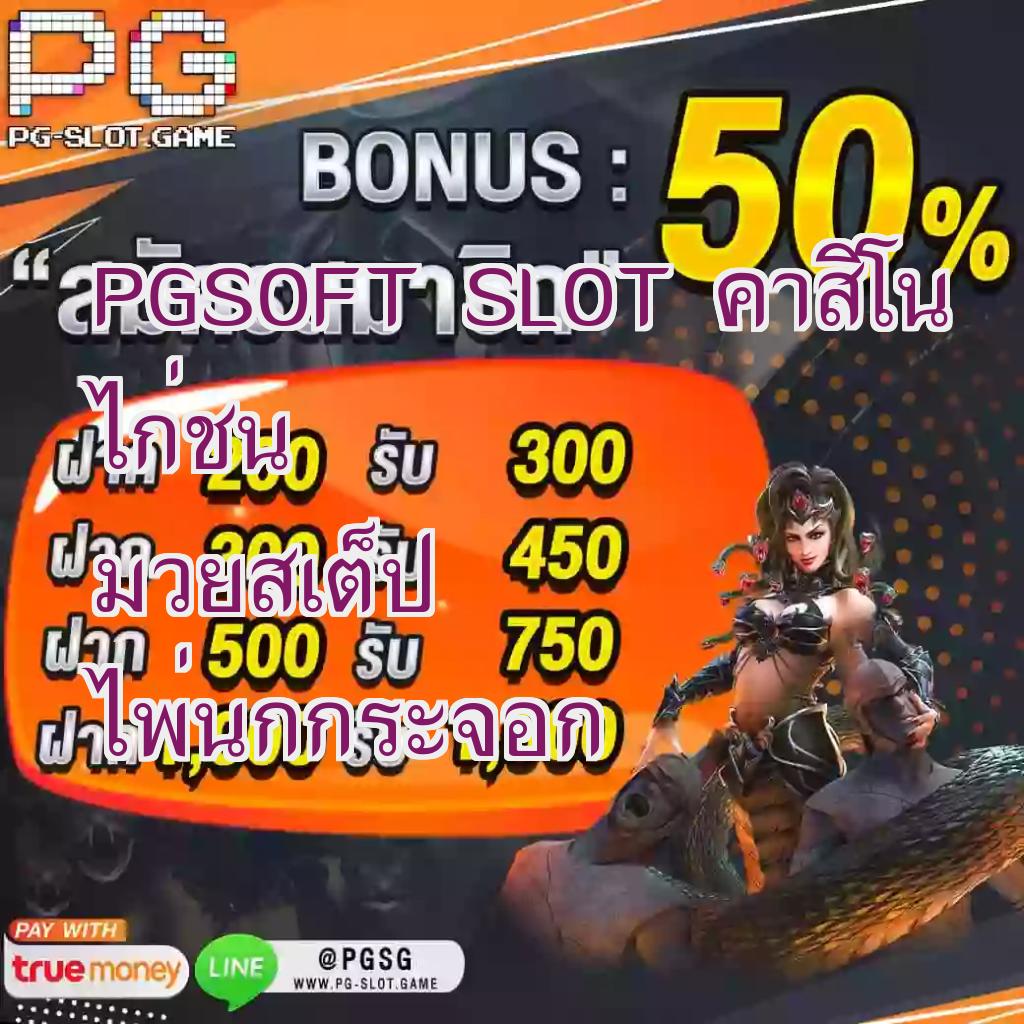 PG
PG-SLOT.GAME
BONUS : 50%
PGSOFT SLOT คาสิโน
ไก่ชน
รับ 300
มวยสเต็ป
450
ฝาก 500 รับ 750
ไพ่นกกระจอก
PAY WITH
truemoney
LINE
@PGSG
WWW.PG-SLOT.GAME